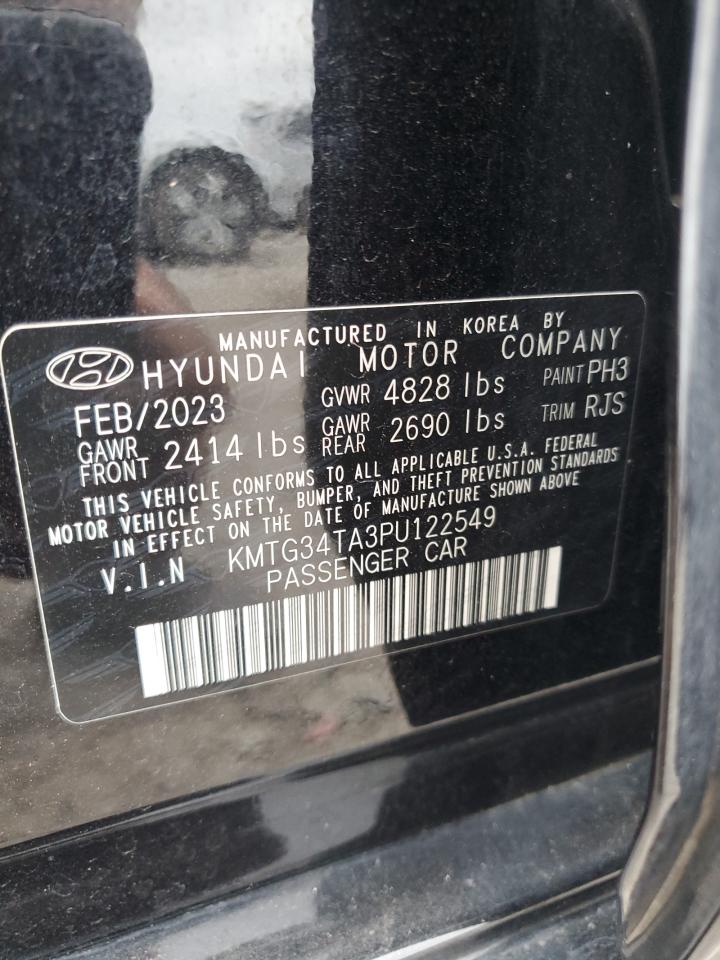 MANUFACTURED IN KOREA BY
HYUNDAI MOTOR COMPANY
FEB/2023 GVWR 4828 lbs PAINT PH3
GAWR FRONT 2414 lbs GAWR REAR 2690 lbs TRIM RJS
THIS VEHICLE CONFORMS TO ALL APPLICABLE U.S.A. FEDERAL
MOTOR VEHICLE SAFETY, BUMPER, AND THEFT PREVENTION STANDARDS
IN EFFECT ON THE DATE OF MANUFACTURE SHOWN ABOVE
V.I.N KMTG34TA3PU122549
PASSENGER CAR